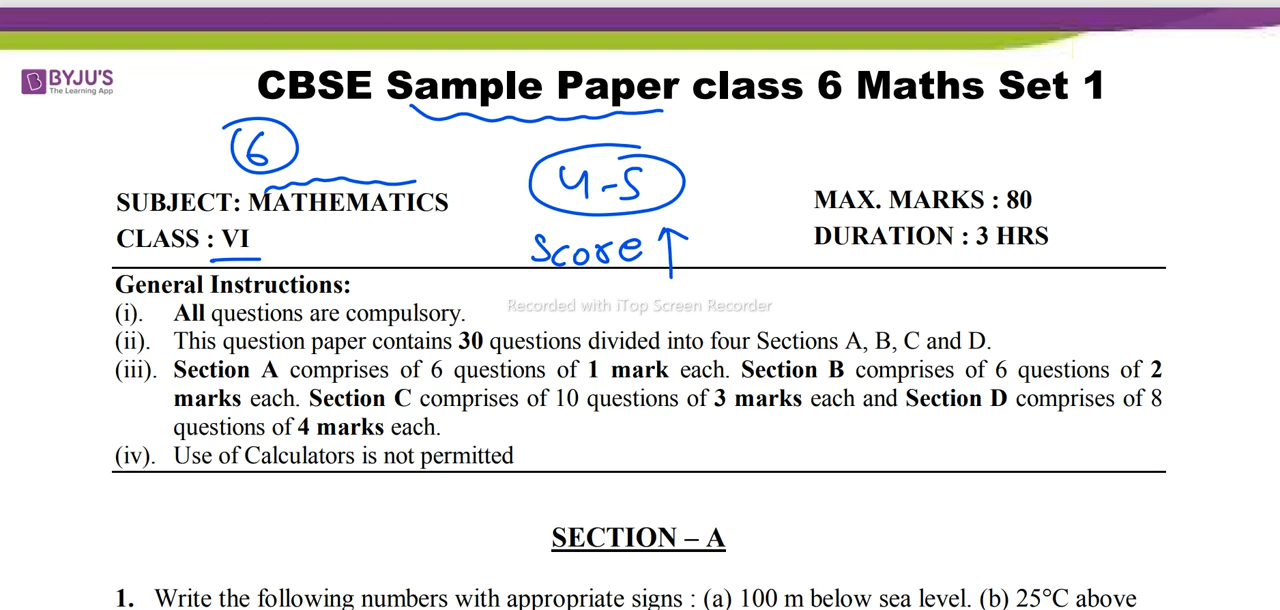 BYJU'S
The Learning App
CBSE Sample Paper class 6 Maths Set 1
6
4-5
SUBJECT: MATHEMATICS
MAX. MARKS : 80
CLASS : VI
Score ↑
DURATION : 3 HRS
General Instructions:
Recorded with iTop Screen Recorder
(i). All questions are compulsory.
(ii). This question paper contains 30 questions divided into four Sections A, B, C and D.
(iii). Section A comprises of 6 questions of 1 mark each. Section B comprises of 6 questions of 2
marks each. Section C comprises of 10 questions of 3 marks each and Section D comprises of 8
questions of 4 marks each.
(iv). Use of Calculators is not permitted
SECTION – A
1. Write the following numbers with appropriate signs : (a) 100 m below sea level. (b) 25°C above